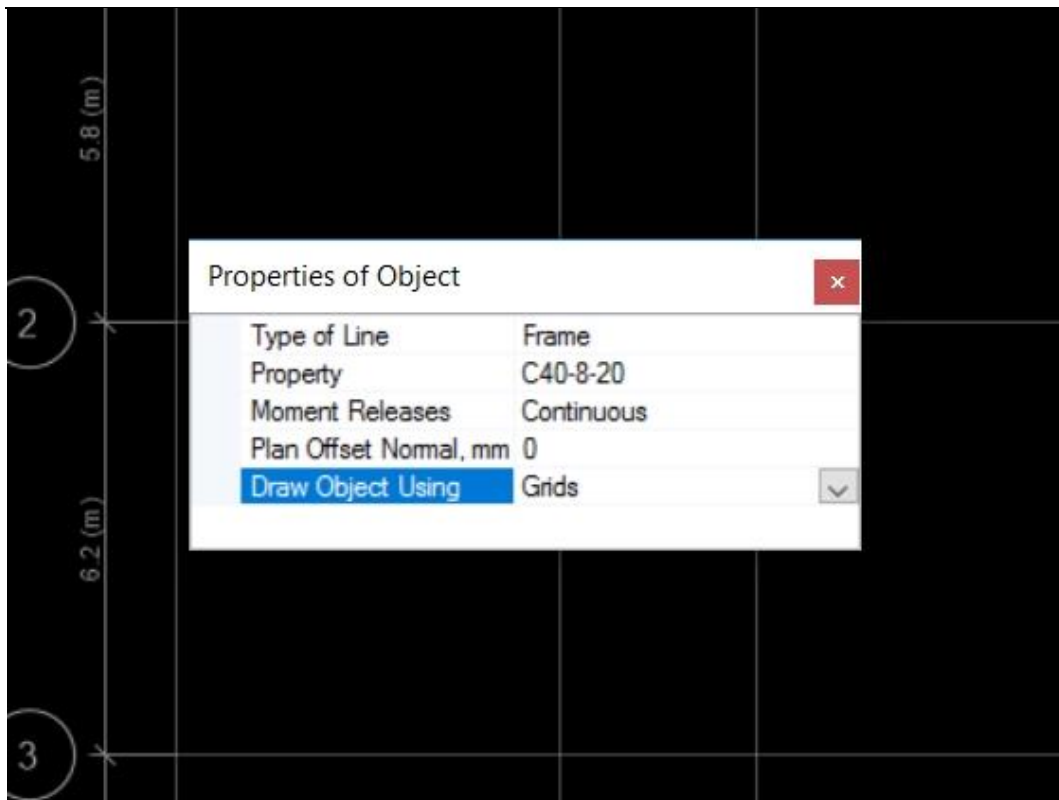 5.8 (m)
Properties of Object
2
Type of Line Frame
Property C40-8-20
Moment Releases Continuous
Plan Offset Normal, mm 0
Draw Object Using Grids
6.2 (m)
3